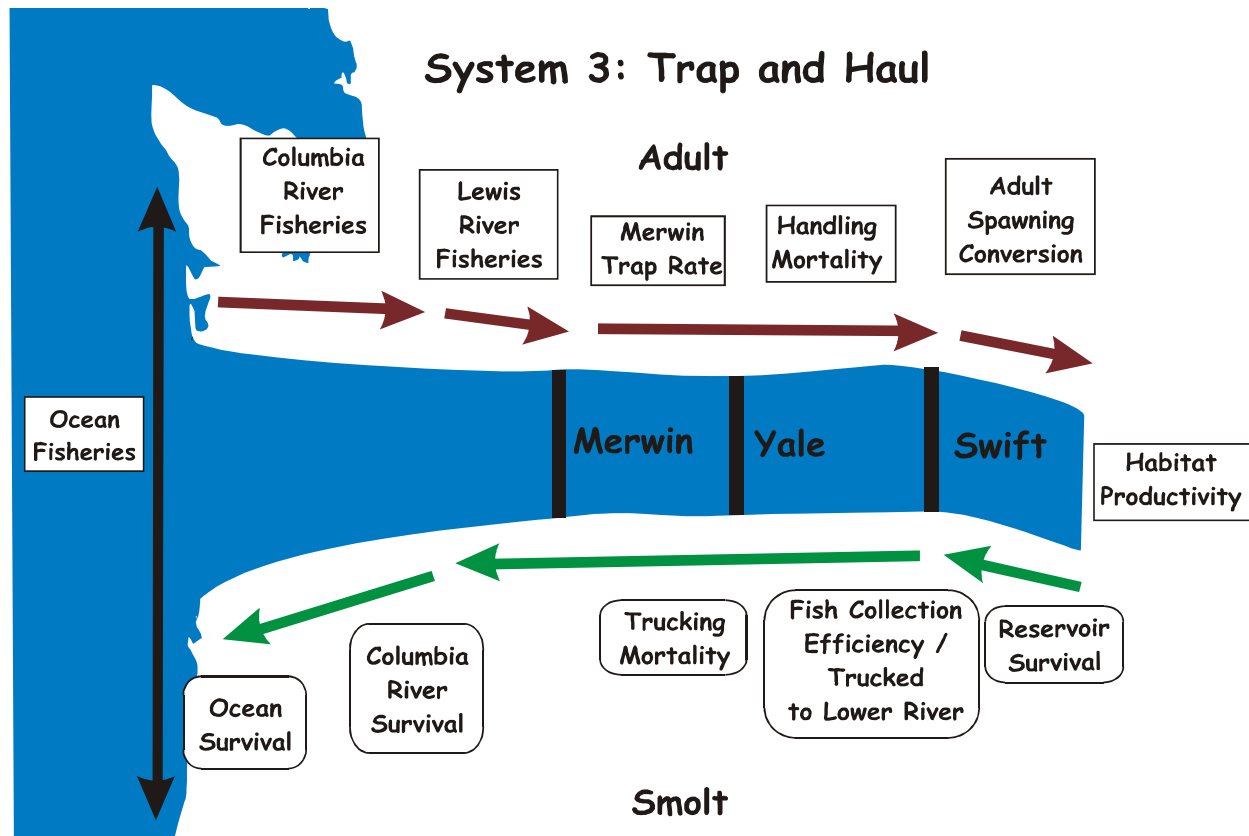 System 3: Trap and Haul
Adult
Columbia
River
Fisheries
Lewis
River
Fisheries
Merwin
Trap Rate
Handling
Mortality
Adult
Spawning
Conversion
Ocean
Fisheries
Merwin
Yale
Swift
Habitat
Productivity
Ocean
Survival
Columbia
River
Survival
Trucking
Mortality
Fish Collection
Efficiency /
Trucked
to Lower River
Reservoir
Survival
Smolt